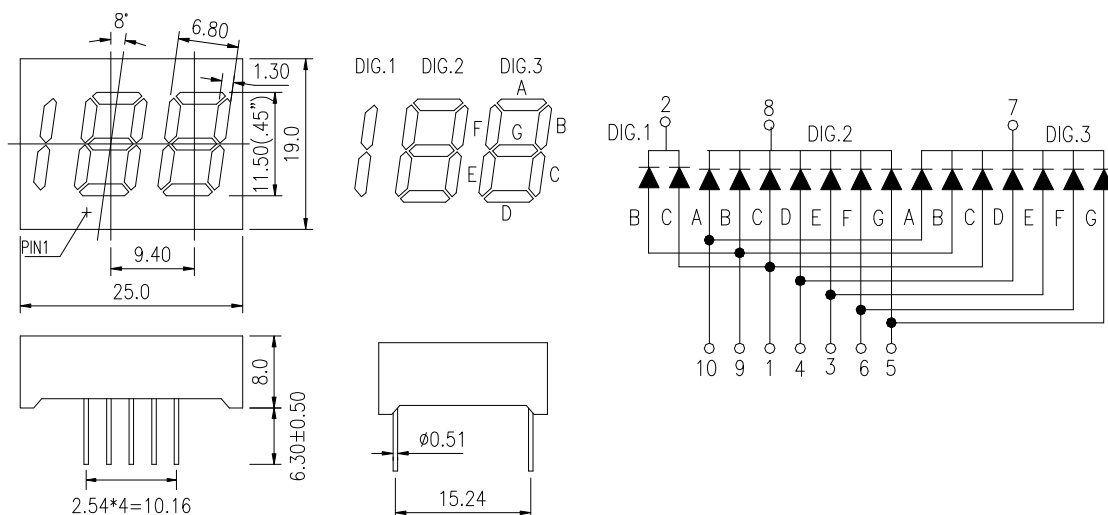 8°
6.80
1.30
11.50(.45")
19.0
PIN1
9.40
25.0
DIG.1 DIG.2 DIG.3
A
F G B
E C
D
2 8 7
DIG.1 DIG.2 DIG.3
B C A B C D E F G A B C D E F G
10 9 1 4 3 6 5
8.0
6.30±0.50
2.54*4=10.16
ø0.51
15.24